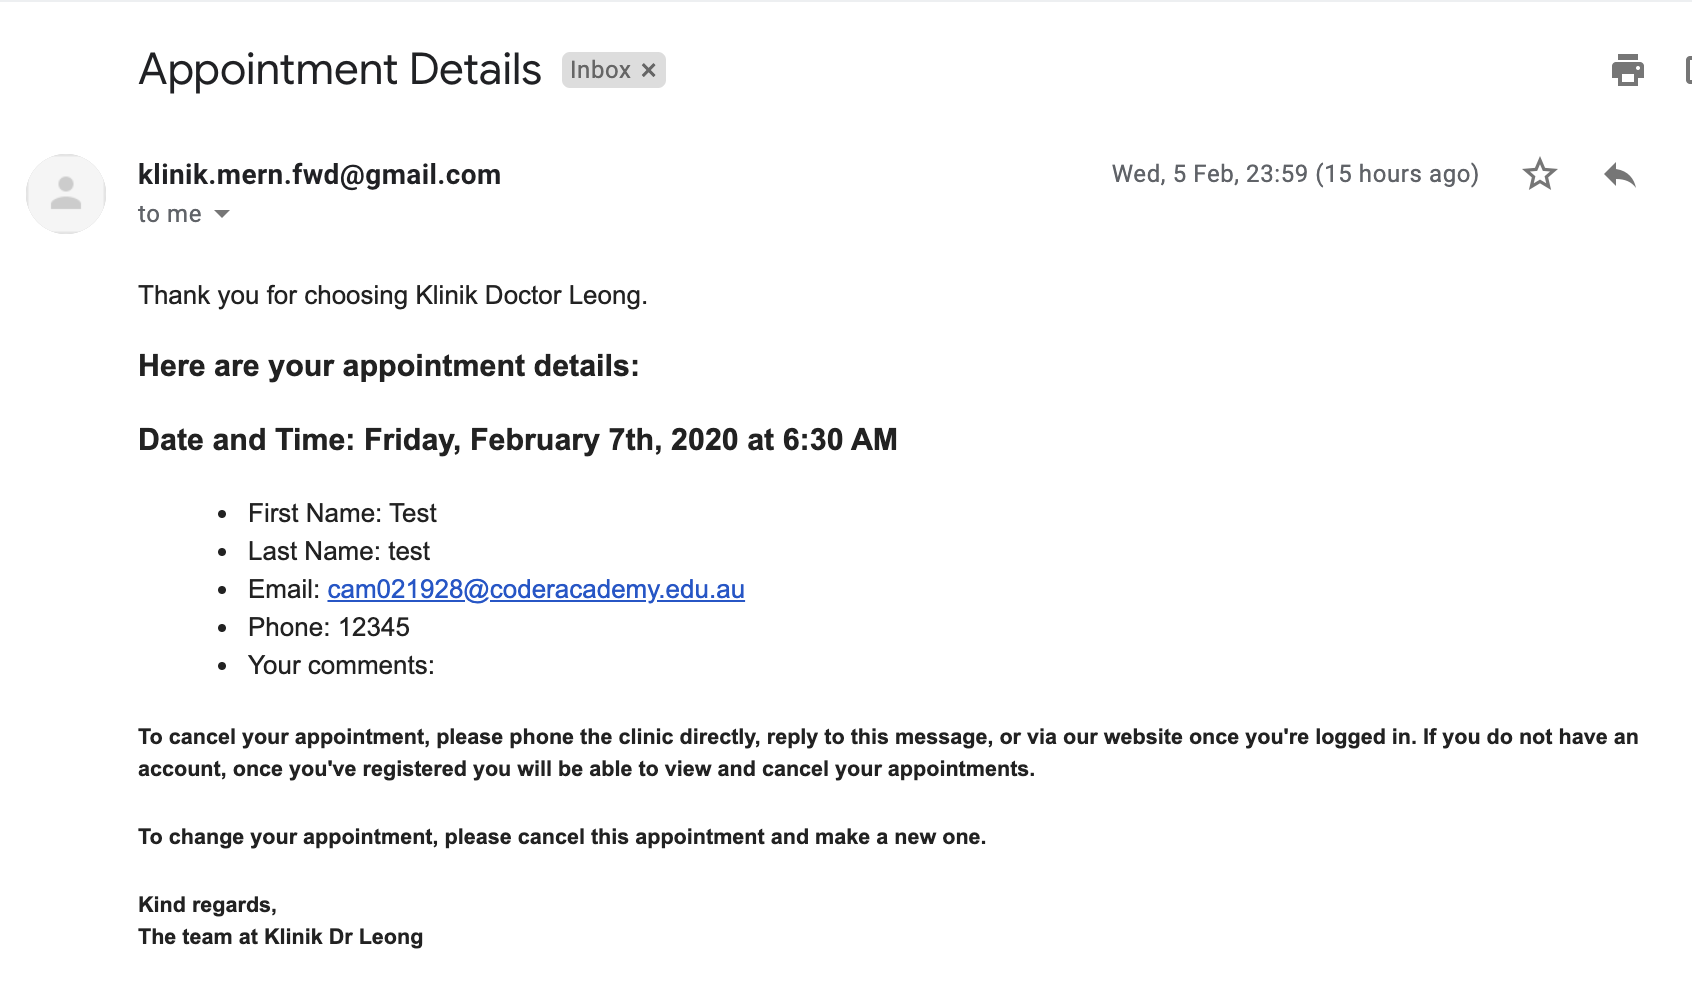 Appointment Details Inbox ×
klinik.mern.fwd@gmail.com
Wed, 5 Feb, 23:59 (15 hours ago)
to me
Thank you for choosing Klinik Doctor Leong.
Here are your appointment details:
Date and Time: Friday, February 7th, 2020 at 6:30 AM
• First Name: Test
• Last Name: test
• Email: cam021928@coderacademy.edu.au
• Phone: 12345
• Your comments:
To cancel your appointment, please phone the clinic directly, reply to this message, or via our website once you're logged in. If you do not have an
account, once you've registered you will be able to view and cancel your appointments.
To change your appointment, please cancel this appointment and make a new one.
Kind regards,
The team at Klinik Dr Leong